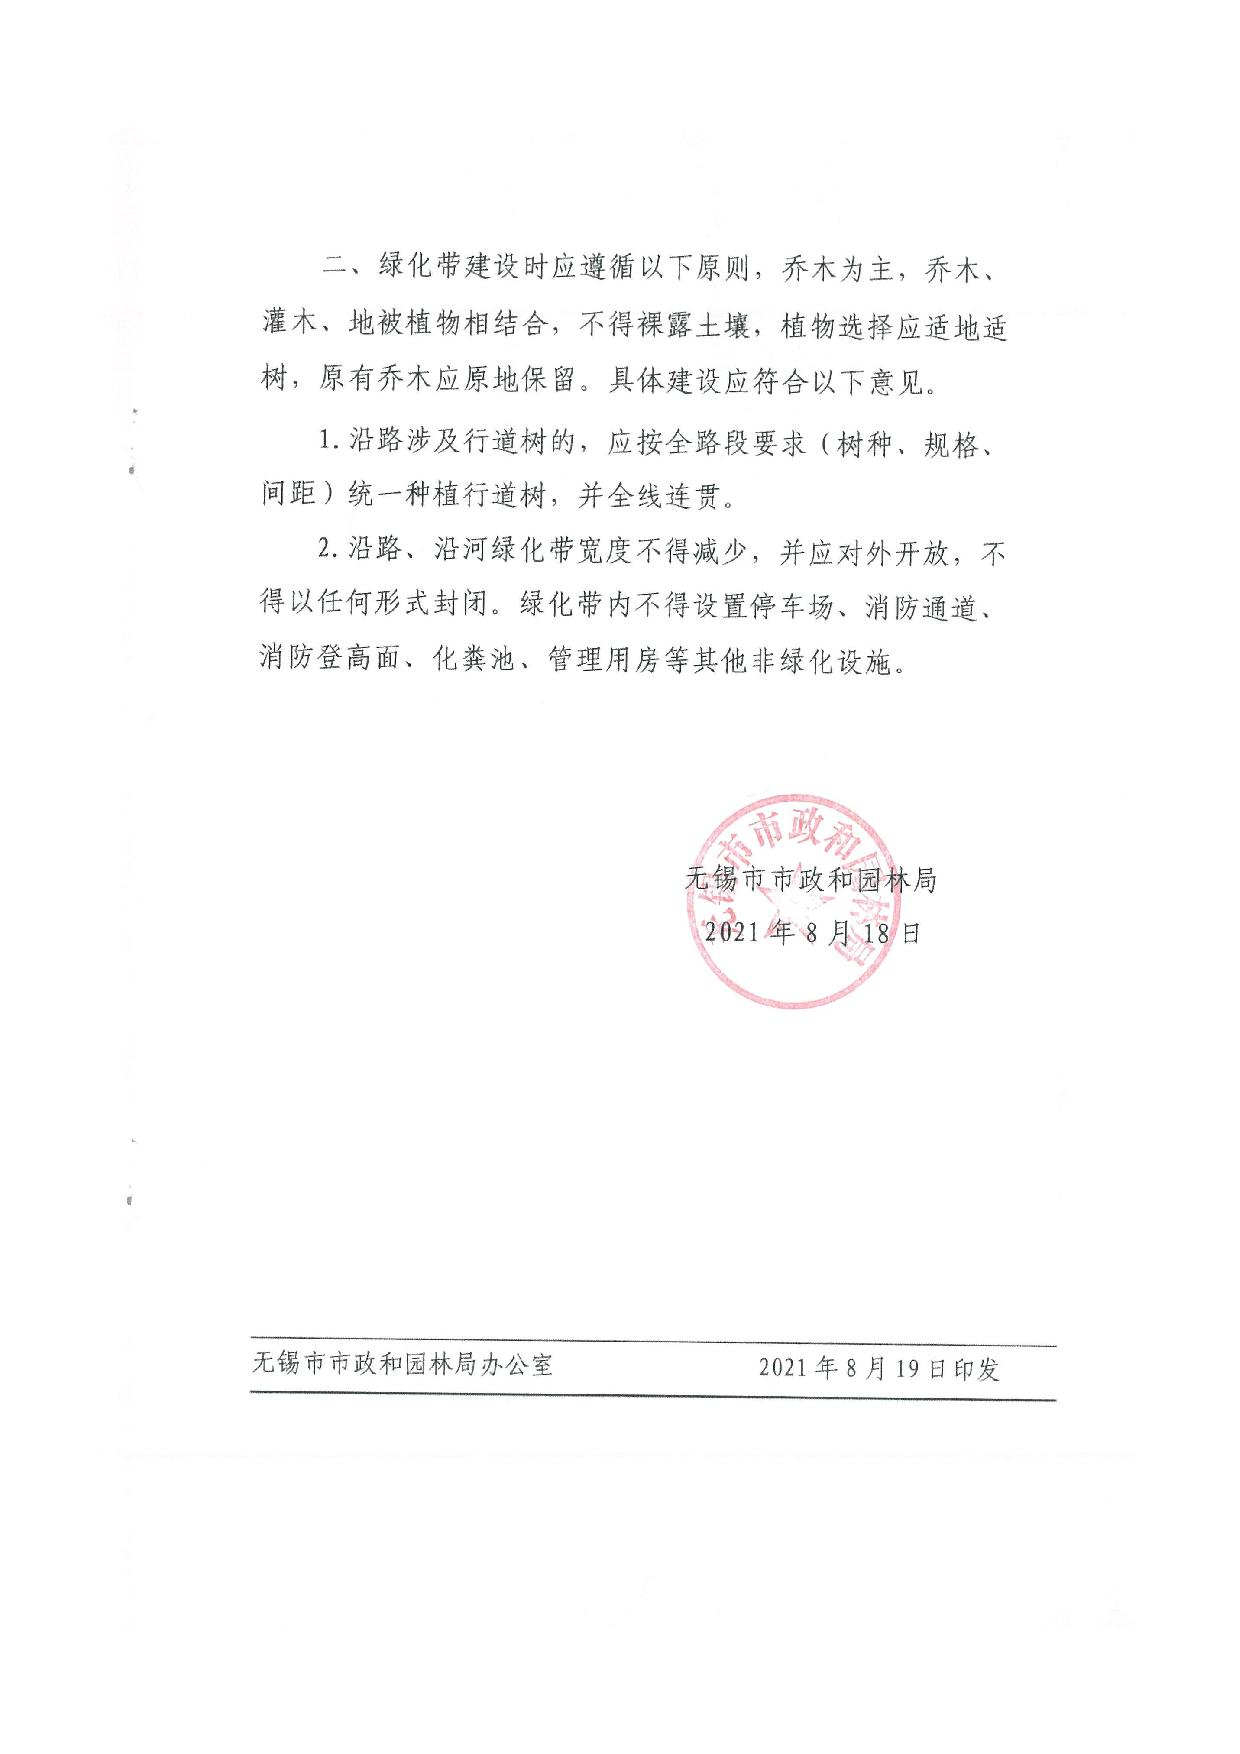 二、绿化带建设时应遵循以下原则，乔木为主，乔木、
灌木、地被植物相结合，不得裸露土壤，植物选择应适地适
树，原有乔木应原地保留。具体建设应符合以下意见。
1.沿路涉及行道树的，应按全路段要求（树种、规格、
间距）统一种植行道树，并全线连贯。
2.沿路、沿河绿化带宽度不得减少，并应对外开放，不
得以任何形式封闭。绿化带内不得设置停车场、消防通道、
消防登高面、化粪池、管理用房等其他非绿化设施。
无锡市市政和园林局
无锡市市政和园林局
2021年8月18日
无锡市市政和园林局办公室 2021年8月19日印发